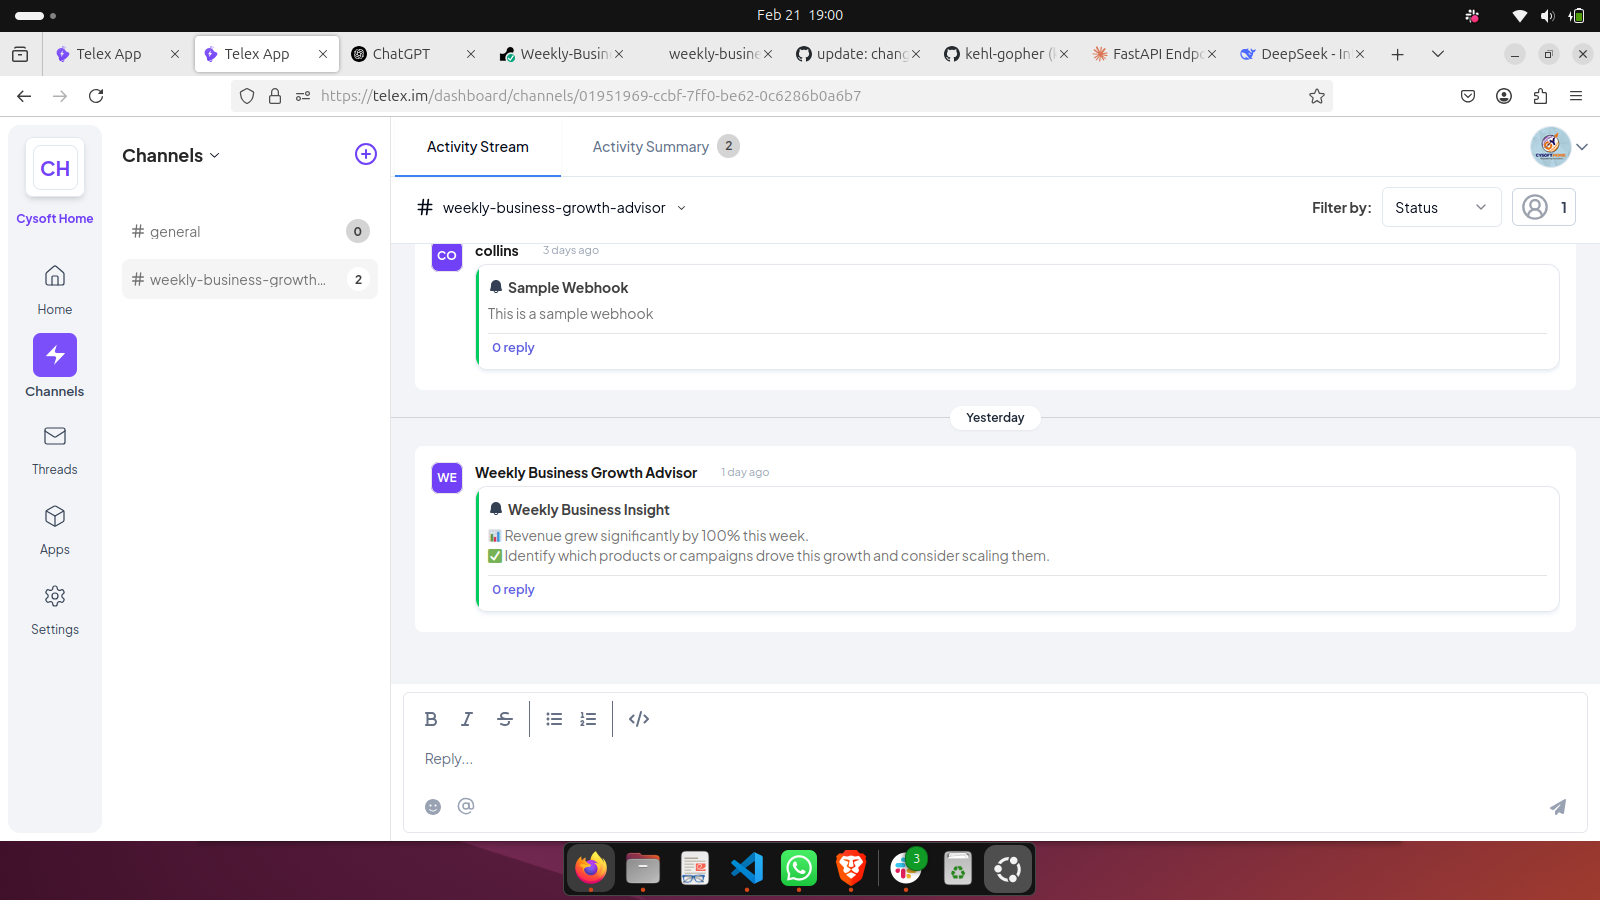 Feb 21 19:00
Telex App
Telex App
ChatGPT
Weekly-Busin
weekly-busine
update: chang
kehl-gopher (
FastAPI Endpo
DeepSeek - In
https://telex.im/dashboard/channels/01951969-ccbf-7ff0-be62-0c6286b0a6b7
CH
Cysoft Home
Home
Channels
Threads
Apps
Settings
Channels
general
0
weekly-business-growth...
2
Activity Stream
Activity Summary 2
weekly-business-growth-advisor
Filter by:
Status
1
CO
collins 3 days ago
Sample Webhook
This is a sample webhook
0 reply
Yesterday
WE
Weekly Business Growth Advisor 1 day ago
Weekly Business Insight
📊 Revenue grew significantly by 100% this week.
✅ Identify which products or campaigns drove this growth and consider scaling them.
0 reply
Reply...
3